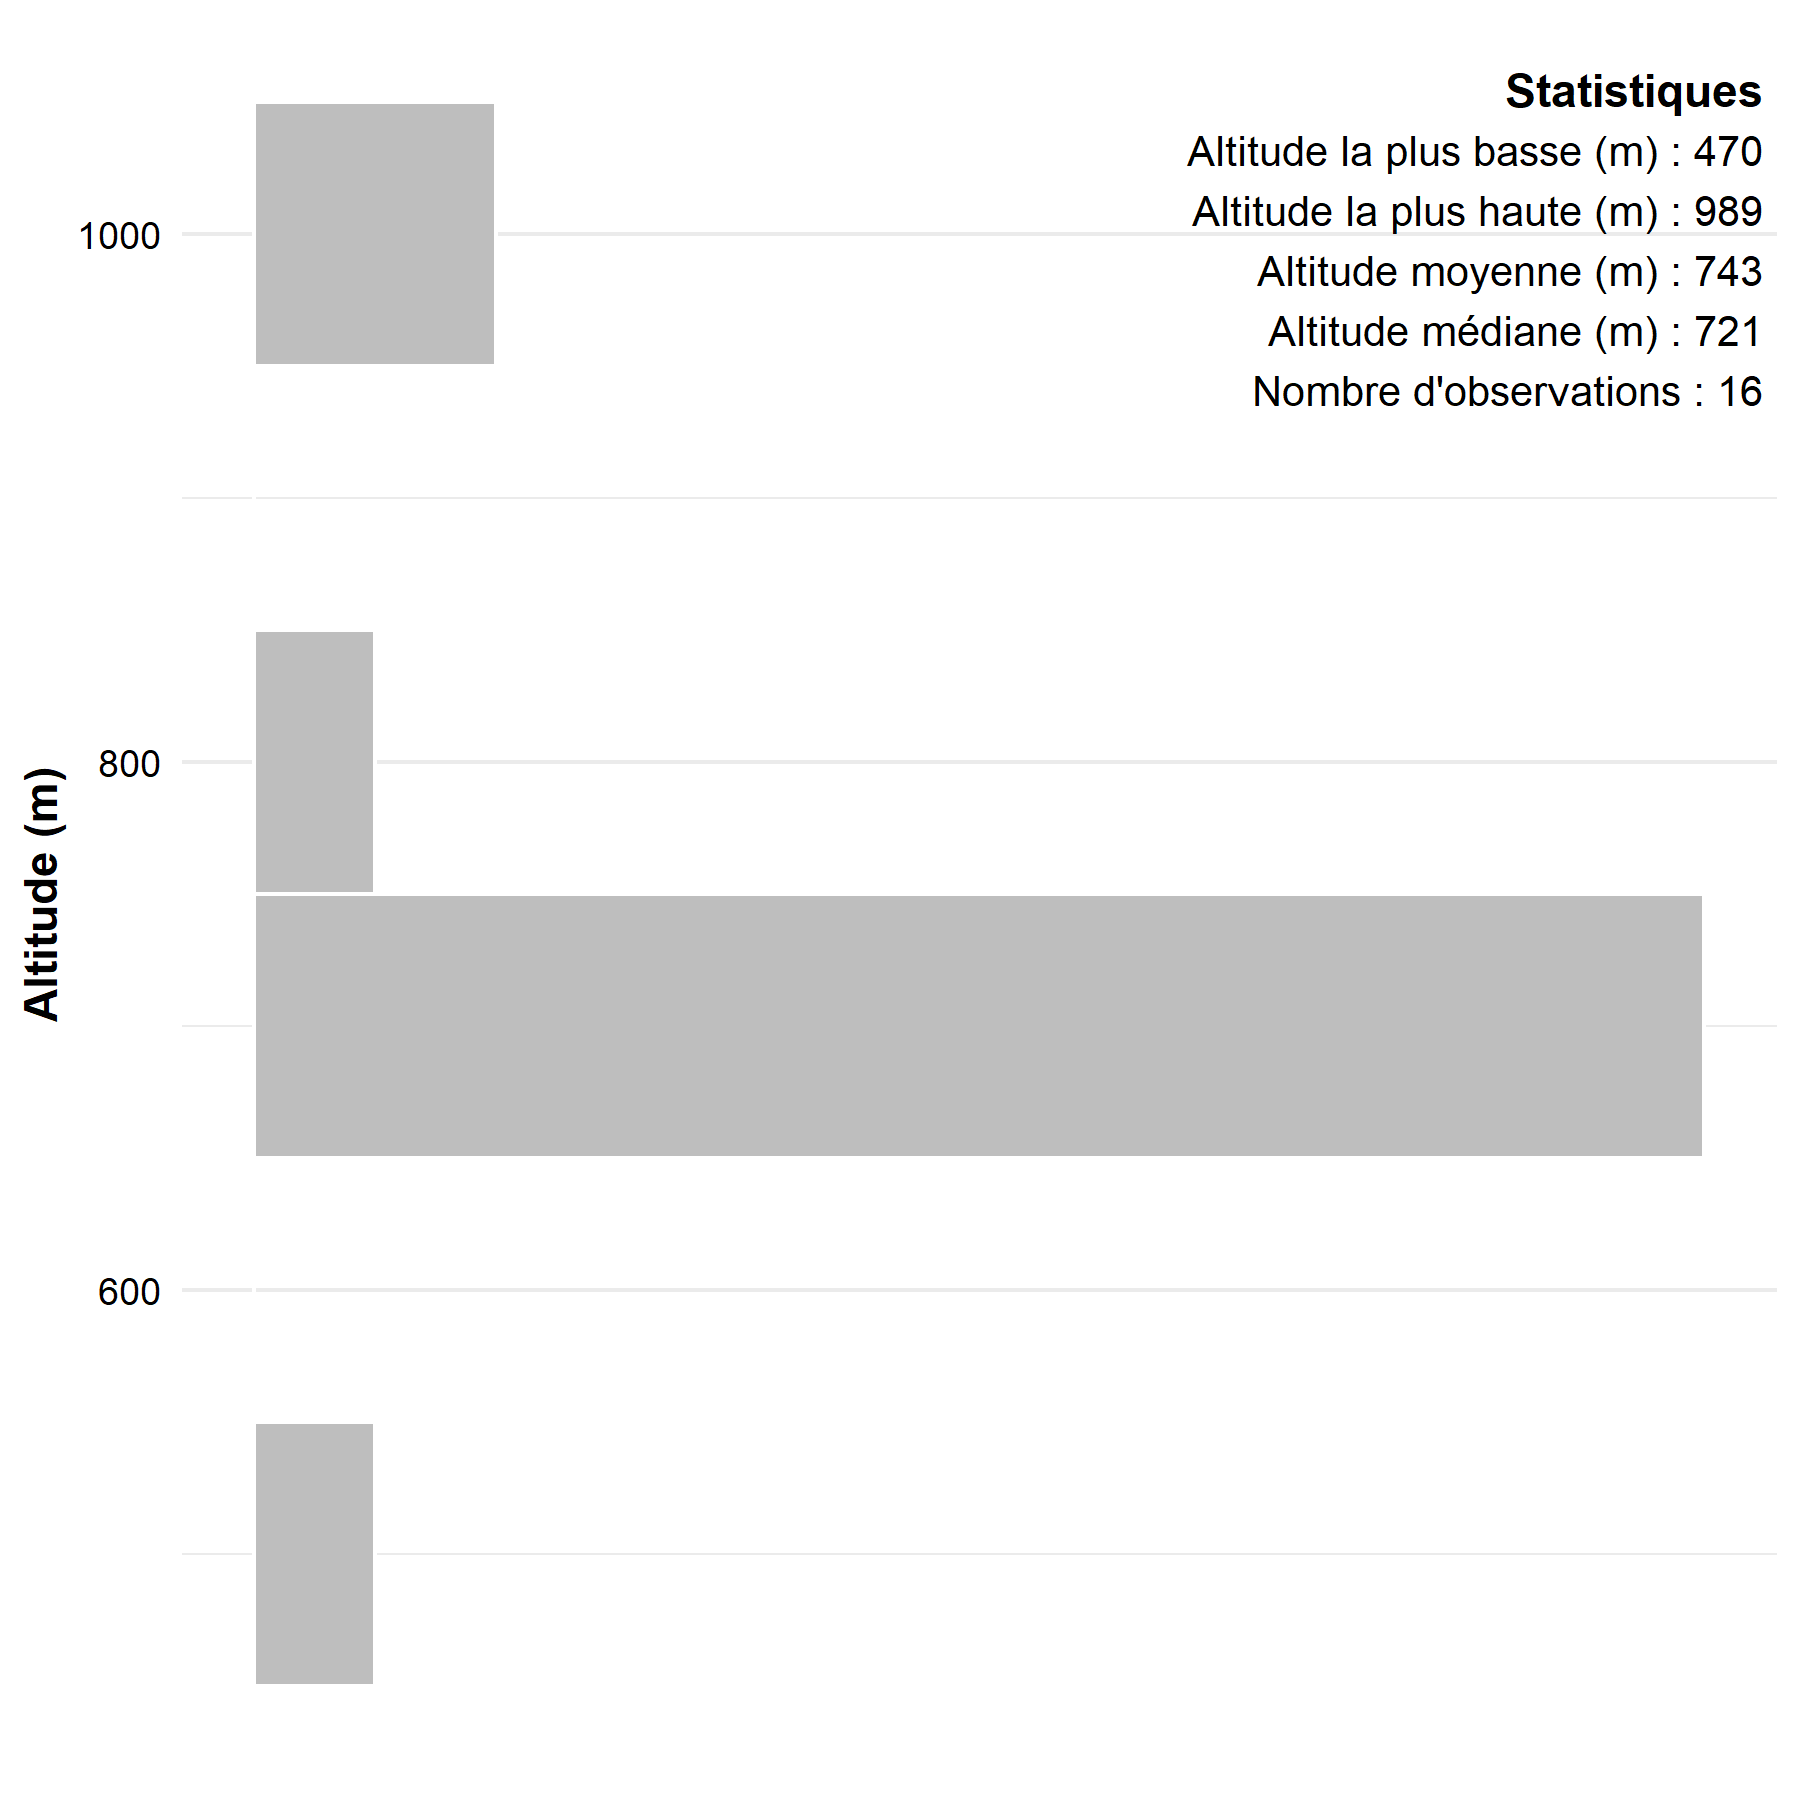 Statistiques
Altitude la plus basse (m) : 470
Altitude la plus haute (m) : 989
Altitude moyenne (m) : 743
Altitude médiane (m) : 721
Nombre d'observations : 16
1000
800
600
Altitude (m)